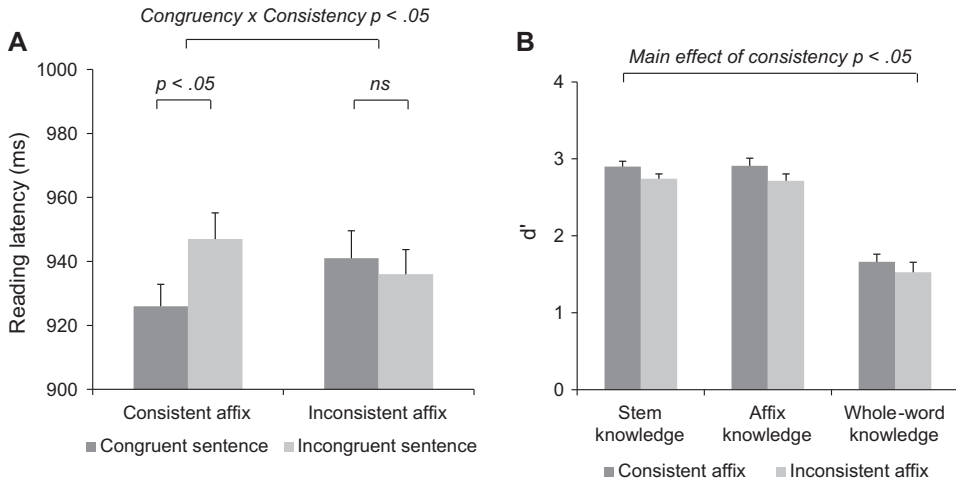 Congruency x Consistency p < .05
A
p < .05
ns
Reading latency (ms)
1000
980
960
940
920
900
Consistent affix
Inconsistent affix
Congruent sentence
Incongruent sentence
B
Main effect of consistency p < .05
d'
4
3
2
1
0
Stem
knowledge
Affix
knowledge
Whole-word
knowledge
Consistent affix
Inconsistent affix